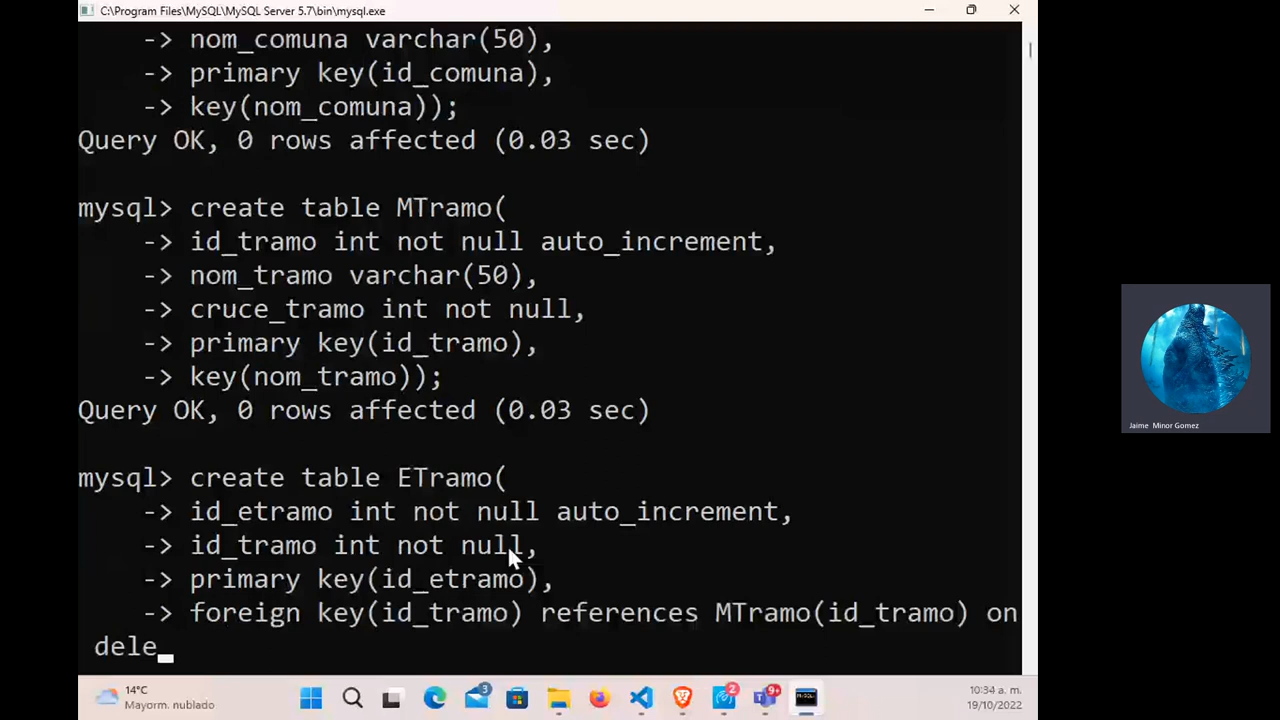 C:\Program Files\MySQL\MySQL Server 5.7\bin\mysql.exe
-> nom_comuna varchar(50),
-> primary key(id_comuna),
-> key(nom_comuna));
Query OK, 0 rows affected (0.03 sec)
mysql> create table MTramo(
-> id_tramo int not null auto_increment,
-> nom_tramo varchar(50),
-> cruce_tramo int not null,
-> primary key(id_tramo),
-> key(nom_tramo));
Query OK, 0 rows affected (0.03 sec)
mysql> create table ETramo(
-> id_etramo int not null auto_increment,
-> id_tramo int not null,
-> primary key(id_etramo),
-> foreign key(id_tramo) references MTramo(id_tramo) on
dele_
Jaime Minor Gomez
14°C
Mayorm. nublado
3
2
9+
10:34 a. m.
19/10/2022